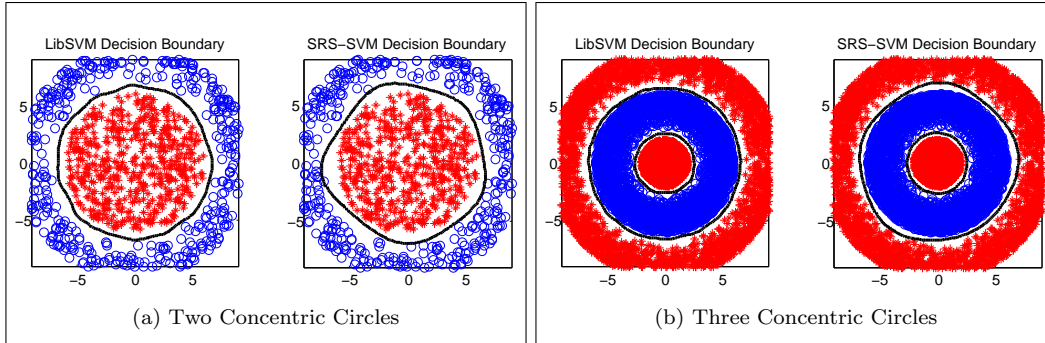 LibSVM Decision Boundary
SRS−SVM Decision Boundary
5
0
−5
−5 0 5
5
0
−5
−5 0 5
(a) Two Concentric Circles
LibSVM Decision Boundary
SRS−SVM Decision Boundary
5
0
−5
−5 0 5
5
0
−5
−5 0 5
(b) Three Concentric Circles